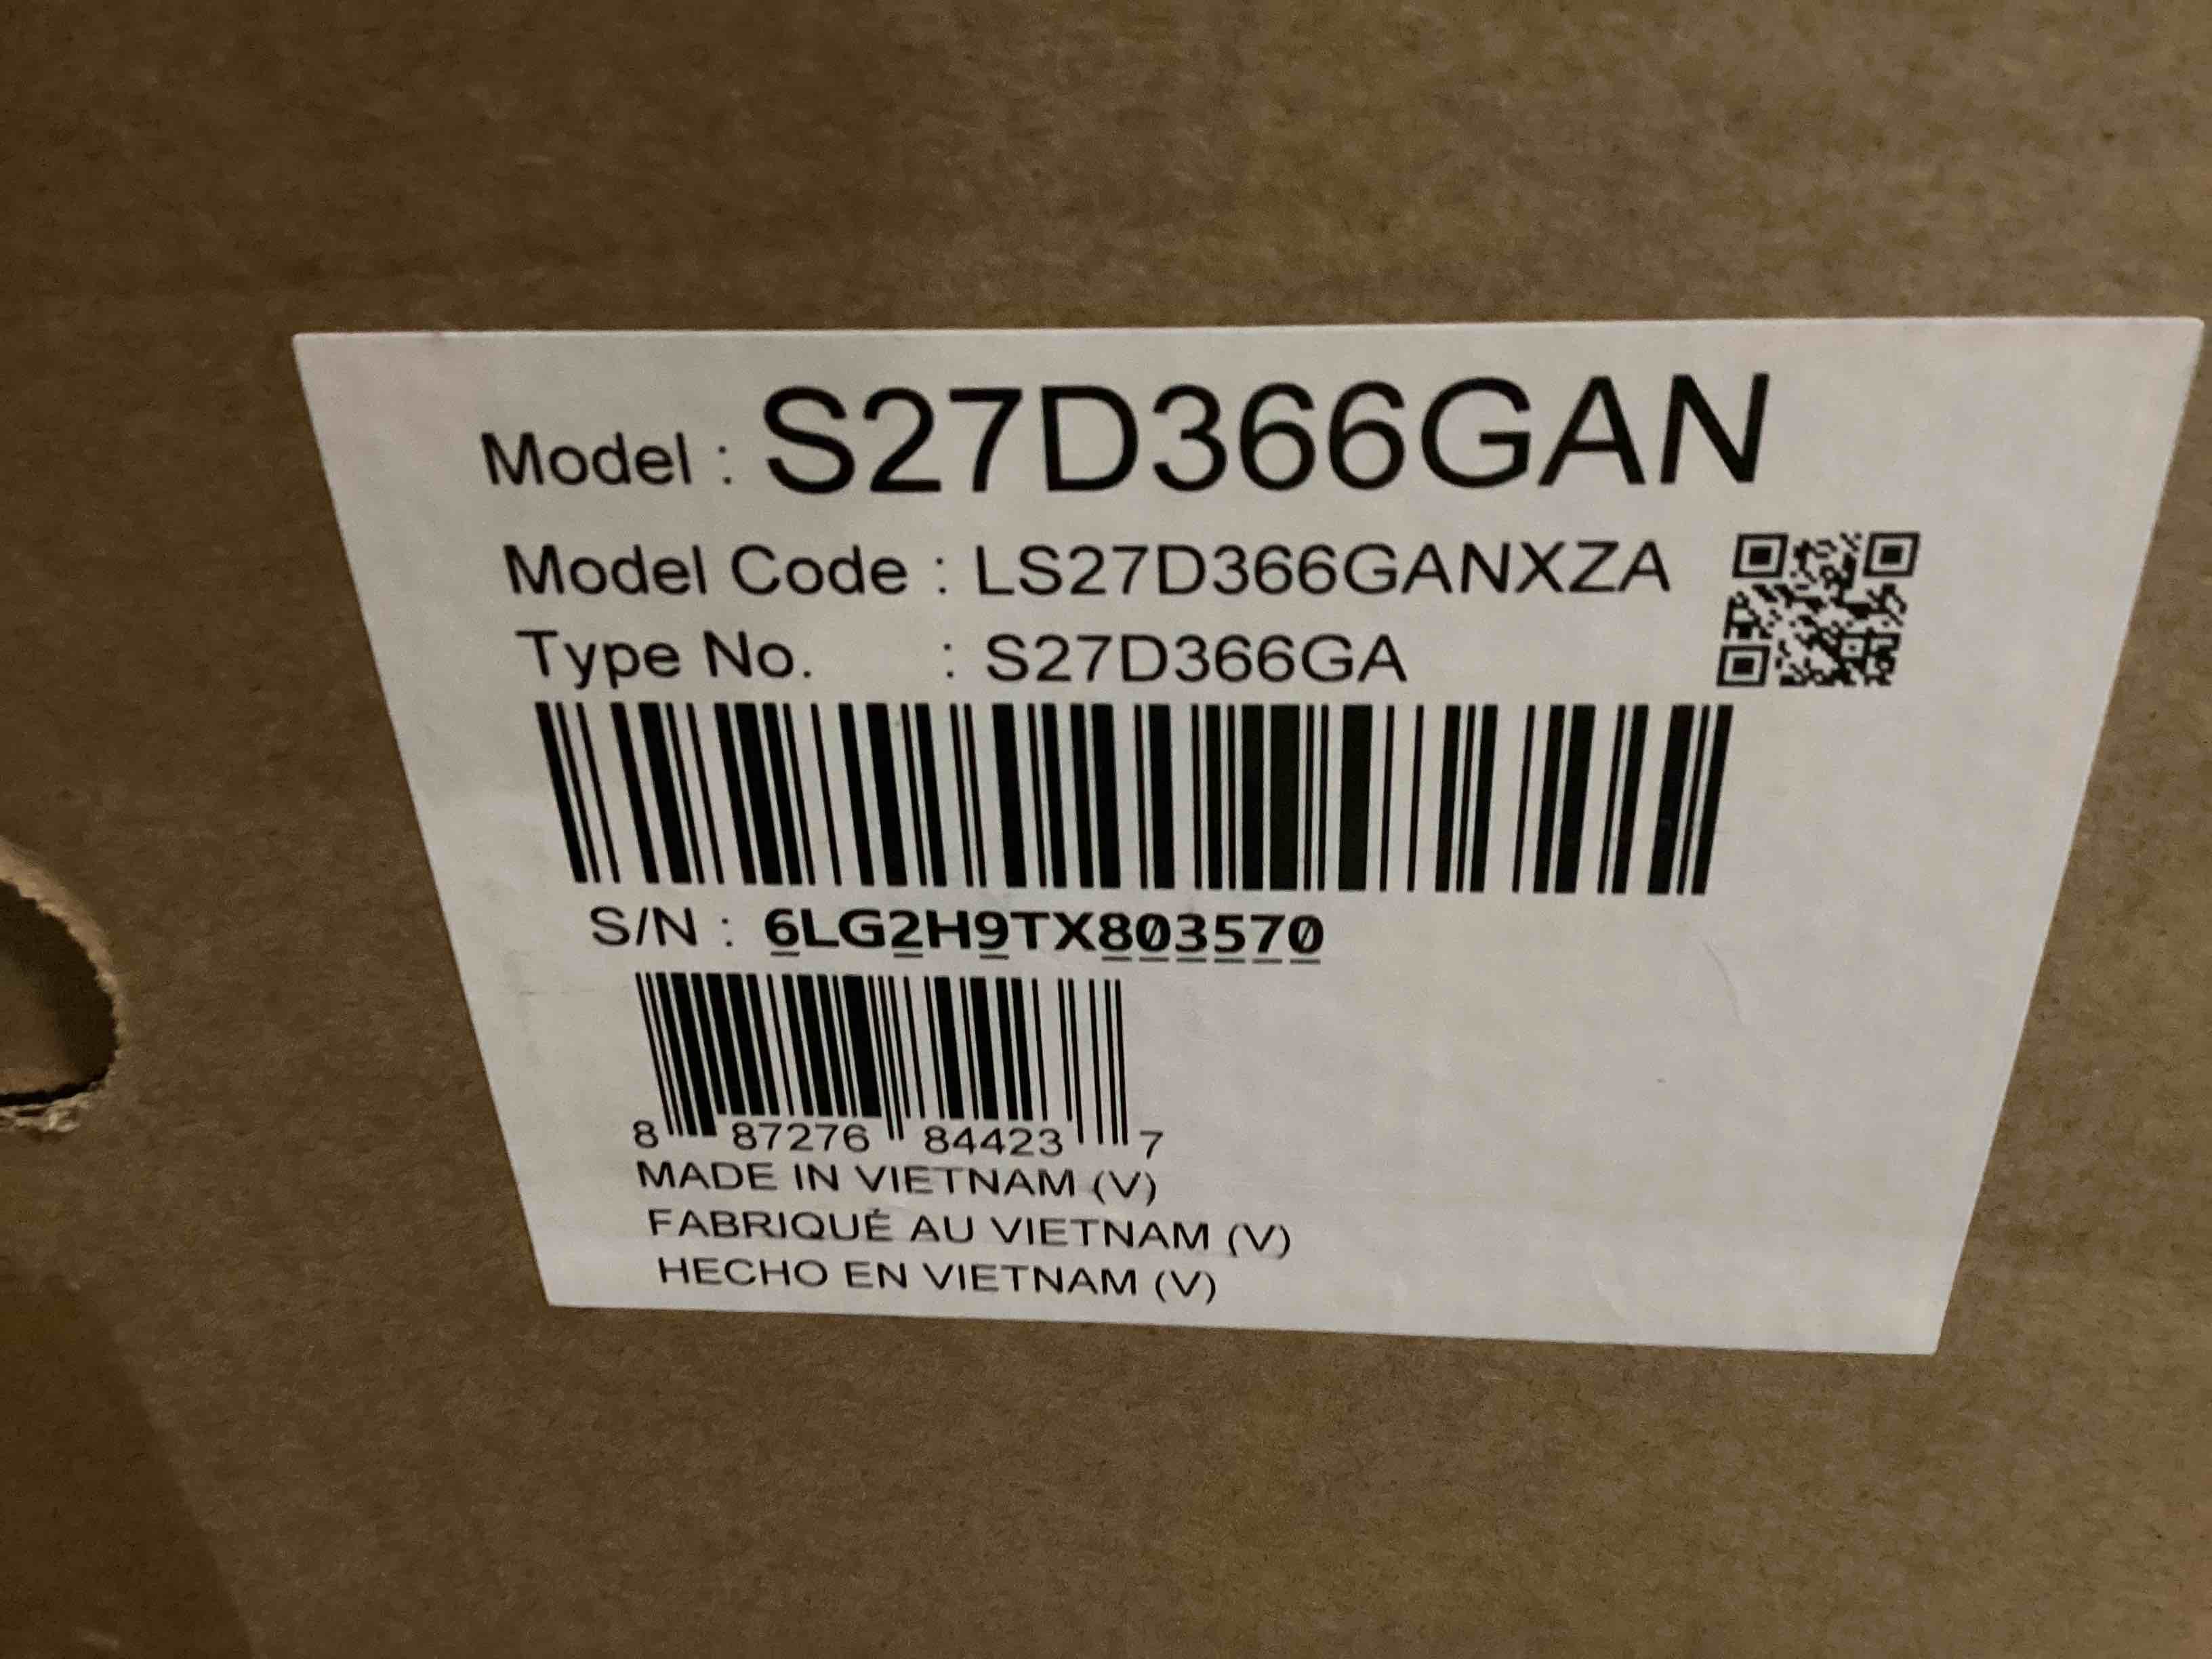 Model : S27D366GAN
Model Code : LS27D366GANXZA
Type No. : S27D366GA
S/N : 6LG2H9TX803570
8 87276 84423 7
MADE IN VIETNAM (V)
FABRIQUÉ AU VIETNAM (V)
HECHO EN VIETNAM (V)